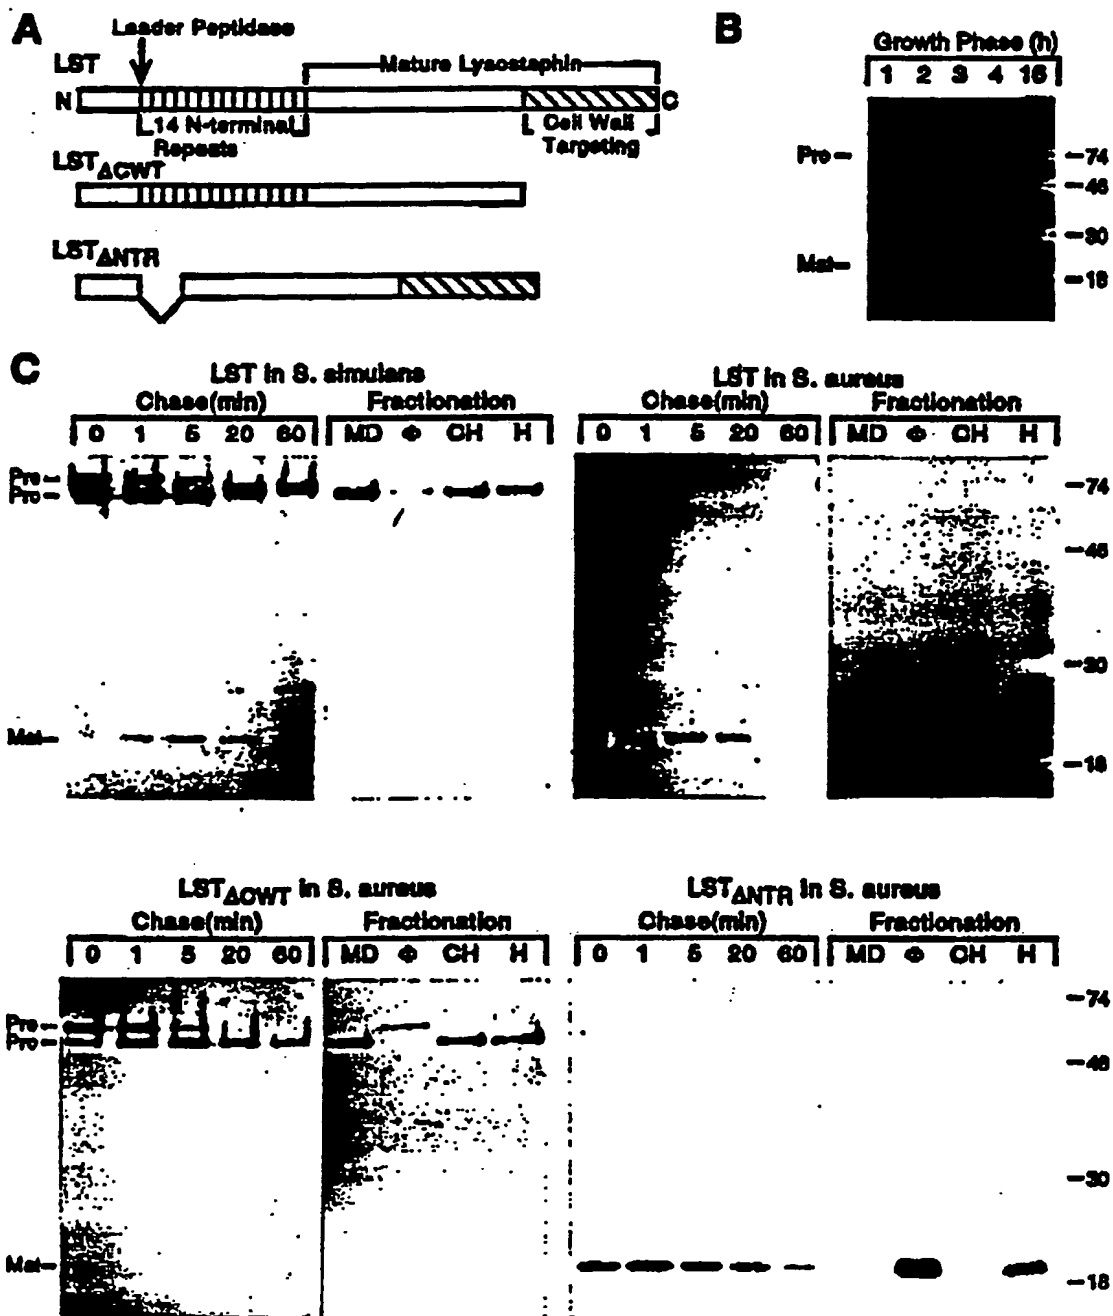 A
Leader Peptidase
LST
Mature Lysostaphin
N
C
14 N-terminal
Repeats
Cell Wall
Targeting
LSTΔCWT
LSTΔNTR
B
Growth Phase (h)
1 2 3 4 16
Pro
74
46
30
Mat
18
C
LST in S. simulans
Chase(min) Fractionation
0 1 5 20 60 MD Φ CH H
Pre
Pro
Mat
LST in S. aureus
Chase(min) Fractionation
0 1 5 20 60 MD Φ CH H
74
46
30
18
LSTΔCWT in S. aureus
Chase(min) Fractionation
0 1 5 20 60 MD Φ CH H
Pre
Pro
Mat
LSTΔNTR in S. aureus
Chase(min) Fractionation
0 1 5 20 60 MD Φ CH H
74
46
30
18